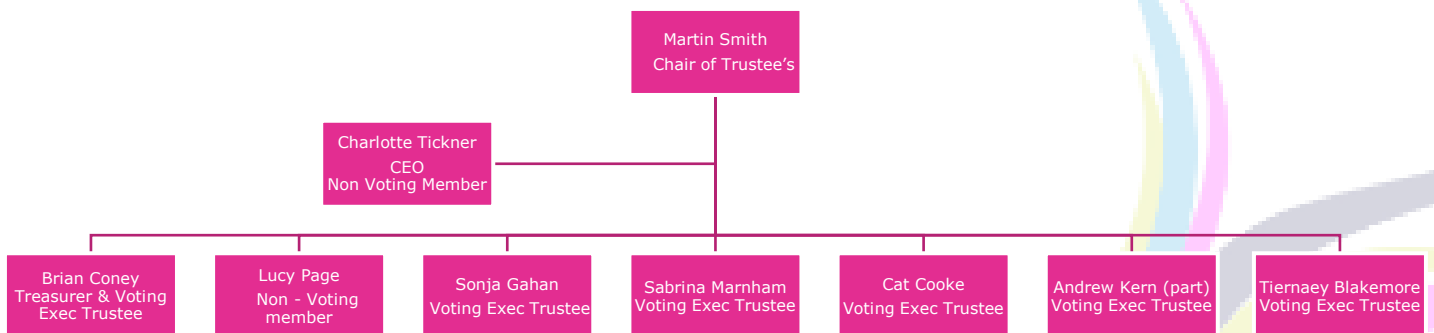 Martin Smith
Chair of Trustee’s
Charlotte Tickner
CEO
Non Voting Member
Brian Coney
Treasurer & Voting
Exec Trustee
Lucy Page
Non - Voting
member
Sonja Gahan
Voting Exec Trustee
Sabrina Marnham
Voting Exec Trustee
Cat Cooke
Voting Exec Trustee
Andrew Kern (part)
Voting Exec Trustee
Tiernaey Blakemore
Voting Exec Trustee